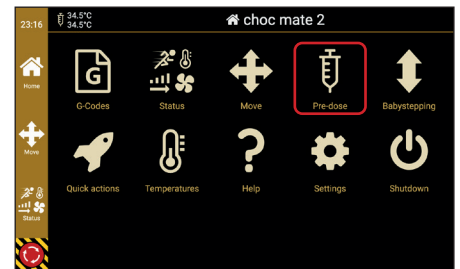 23:16
34.5°C
34.5°C
choc mate 2
Home
Move
Status
G
G-Codes
Status
Move
Pre-dose
Babystepping
Quick actions
Temperatures
?
Help
Settings
Shutdown